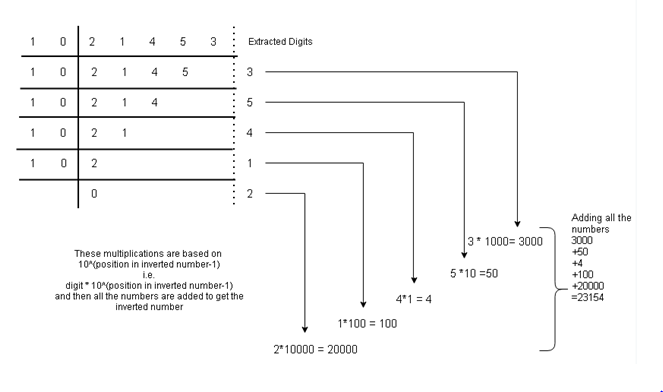 1 0 2 1 4 5 3 Extracted Digits
1 0 2 1 4 5 3
1 0 2 1 4 5
1 0 2 1 4
1 0 2 1
0 2
These multiplications are based on
10^(position in inverted number-1)
i.e.
digit * 10^(position in inverted number-1)
and then all the numbers are added to get the
inverted number
3 * 1000= 3000
5 *10 =50
4*1 = 4
1*100 = 100
2*10000 = 20000
Adding all the
numbers
3000
+50
+4
+100
+20000
=23154